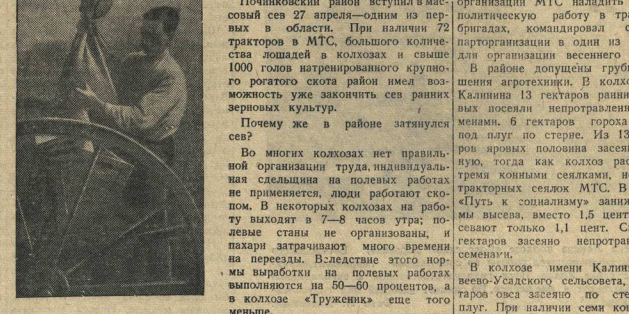 Починковский район вступил в мас-
совый сев 27 апреля—одним из пер-
вых в области. При наличии 72
тракторов в МТС, большого количе-
ства лошадей в колхозах и свыше
1000 голов натренированного крупно-
го рогатого скота район имел воз-
можность уже закончить сев ранних
зерновых культур.
Почему же в районе затянулся
сев?
Во многих колхозах нет правиль-
ной организации труда, индивидуаль-
ная сдельщина на полевых работах
не применяется, люди работают ско-
пом. В некоторых колхозах на рабо-
ту выходят в 7—8 часов утра; по-
левые станы не организованы, и
пахари затрачивают много времени
на переезды. Вследствие этого нор-
мы выработки на полевых работах
выполняются на 50—60 процентов, а
в колхозе «Труженик» еще того
меньше.
организации МТС наладить
политическую работу в тра
бригадах, командировал с
парторганизации в один из
для организации весеннего
В районе допущены грубы
шения агротехники. В колхо
Калинина 13 гектаров ранни
вых посеяли непротравлен
менами. 6 гектаров гороха
под плуг по стерне. Из 13
ров яровых половина засеян
ную, тогда как колхоз рас
тремя конными сеялками, н
тракторных сеялок МТС. В
«Путь к социализму» заниж
мы высева, вместо 1,5 цент
севают только 1,1 цент. С
гектаров засеяно непротрав
семенами.
В колхозе имени Калин
веево-Усадского сельсовета,
таров овса засеяно по сте
плуг. При наличии семи кон